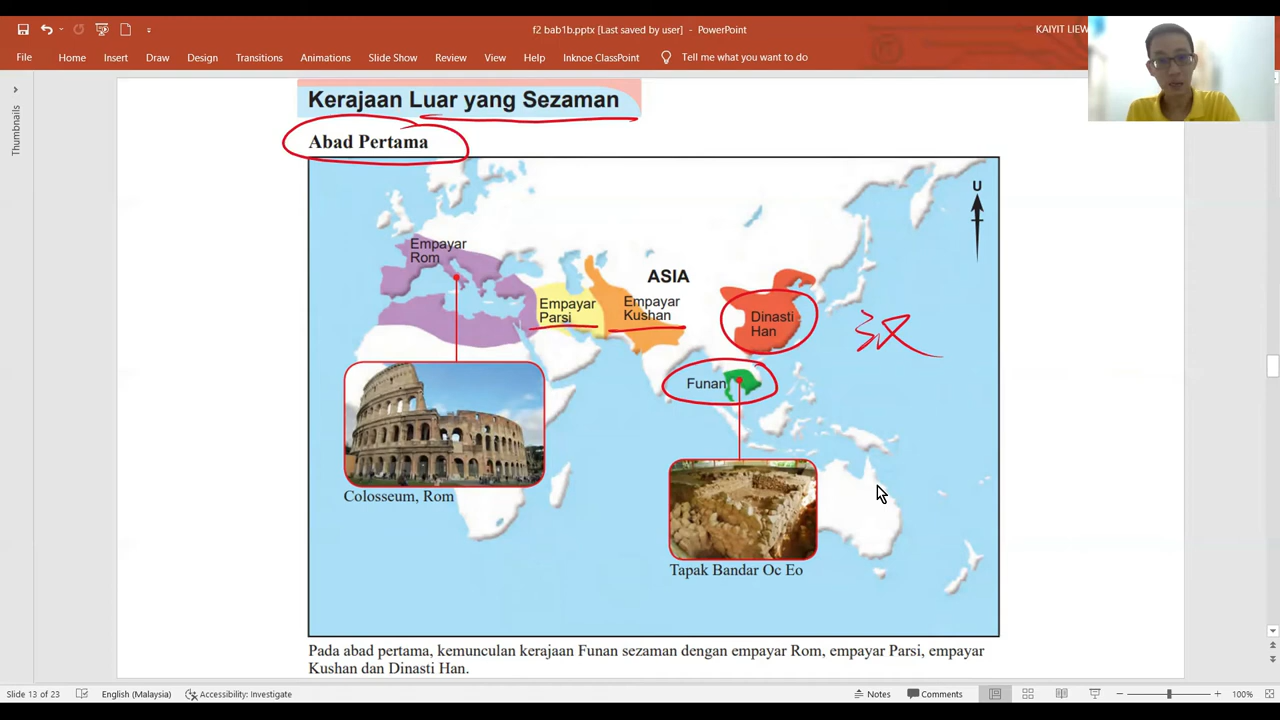 f2 bab1b.pptx [Last saved by user] - PowerPoint
KAIYIT LIEW
File Home Insert Draw Design Transitions Animations Slide Show Review View Help Inknoe ClassPoint Tell me what you want to do
Thumbnails
Kerajaan Luar yang Sezaman
Abad Pertama
U
Empayar
Rom
ASIA
Empayar
Parsi
Empayar
Kushan
Dinasti
Han
汉
Funan
Colosseum, Rom
Tapak Bandar Oc Eo
Pada abad pertama, kemunculan kerajaan Funan sezaman dengan empayar Rom, empayar Parsi, empayar
Kushan dan Dinasti Han.
Slide 13 of 23 English (Malaysia) Accessibility: Investigate Notes Comments 100%